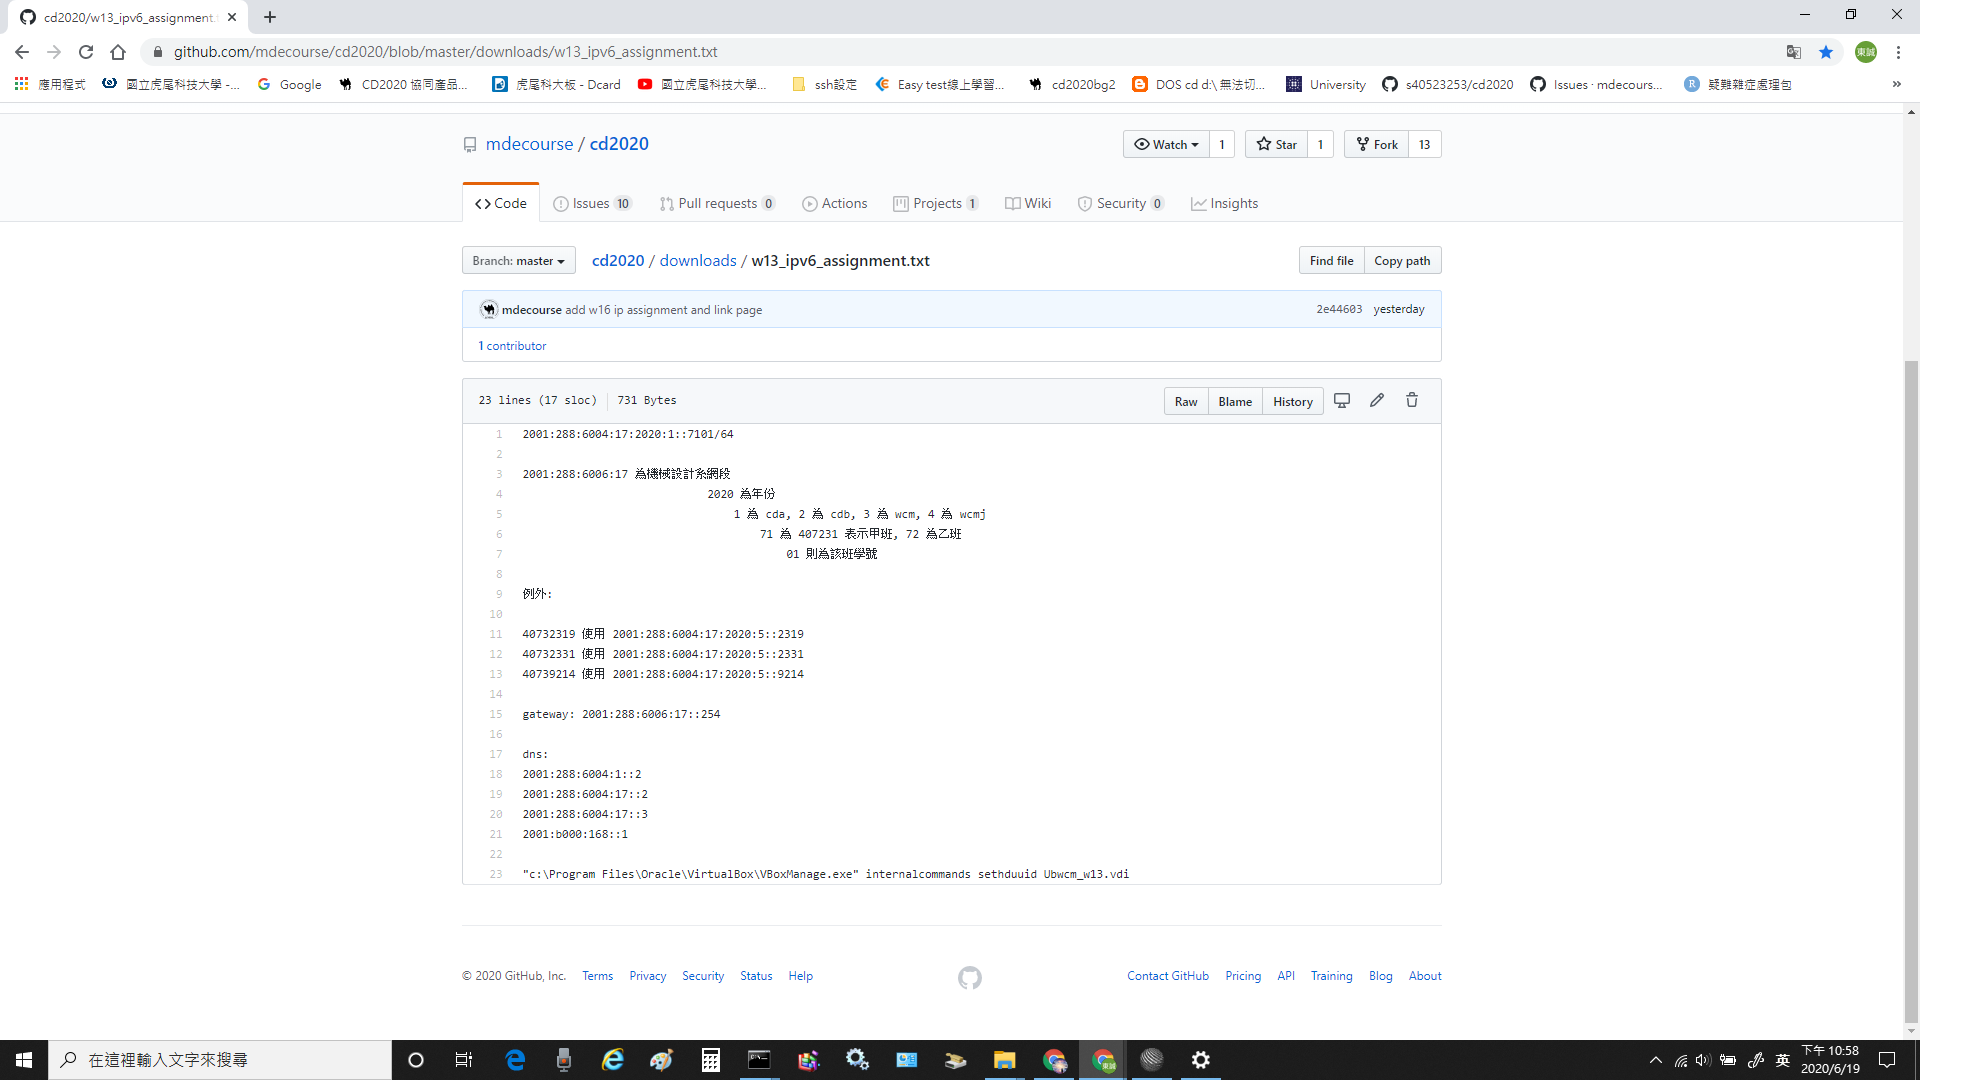 cd2020/w13_ipv6_assignment.
github.com/mdecourse/cd2020/blob/master/downloads/w13_ipv6_assignment.txt
東誠
應用程式 國立虎尾科技大學 -... Google CD2020 協同產品... 虎尾科大板 - Dcard 國立虎尾科技大學... ssh設定 Easy test線上學習... cd2020bg2 DOS cd d:\ 無法切... University s40523253/cd2020 Issues · mdecours... 疑難雜症處理包 »
mdecourse / cd2020
Watch 1 Star 1 Fork 13
Code Issues 10 Pull requests 0 Actions Projects 1 Wiki Security 0 Insights
Branch: master cd2020 / downloads / w13_ipv6_assignment.txt Find file Copy path
mdecourse add w16 ip assignment and link page 2e44603 yesterday
1 contributor
23 lines (17 sloc) 731 Bytes Raw Blame History
1 2001:288:6004:17:2020:1::7101/64
2
3 2001:288:6006:17 為機械設計系網段
4 2020 為年份
5 1 為 cda, 2 為 cdb, 3 為 wcm, 4 為 wcmj
6 71 為 407231 表示甲班, 72 為乙班
7 01 則為該班學號
8
9 例外:
10
11 40732319 使用 2001:288:6004:17:2020:5::2319
12 40732331 使用 2001:288:6004:17:2020:5::2331
13 40739214 使用 2001:288:6004:17:2020:5::9214
14
15 gateway: 2001:288:6006:17::254
16
17 dns:
18 2001:288:6004:1::2
19 2001:288:6004:17::2
20 2001:288:6004:17::3
21 2001:b000:168::1
22
23 "c:\Program Files\Oracle\VirtualBox\VBoxManage.exe" internalcommands sethduuid Ubwcm_w13.vdi
© 2020 GitHub, Inc. Terms Privacy Security Status Help Contact GitHub Pricing API Training Blog About
在這裡輸入文字來搜尋
英
下午 10:58
2020/6/19